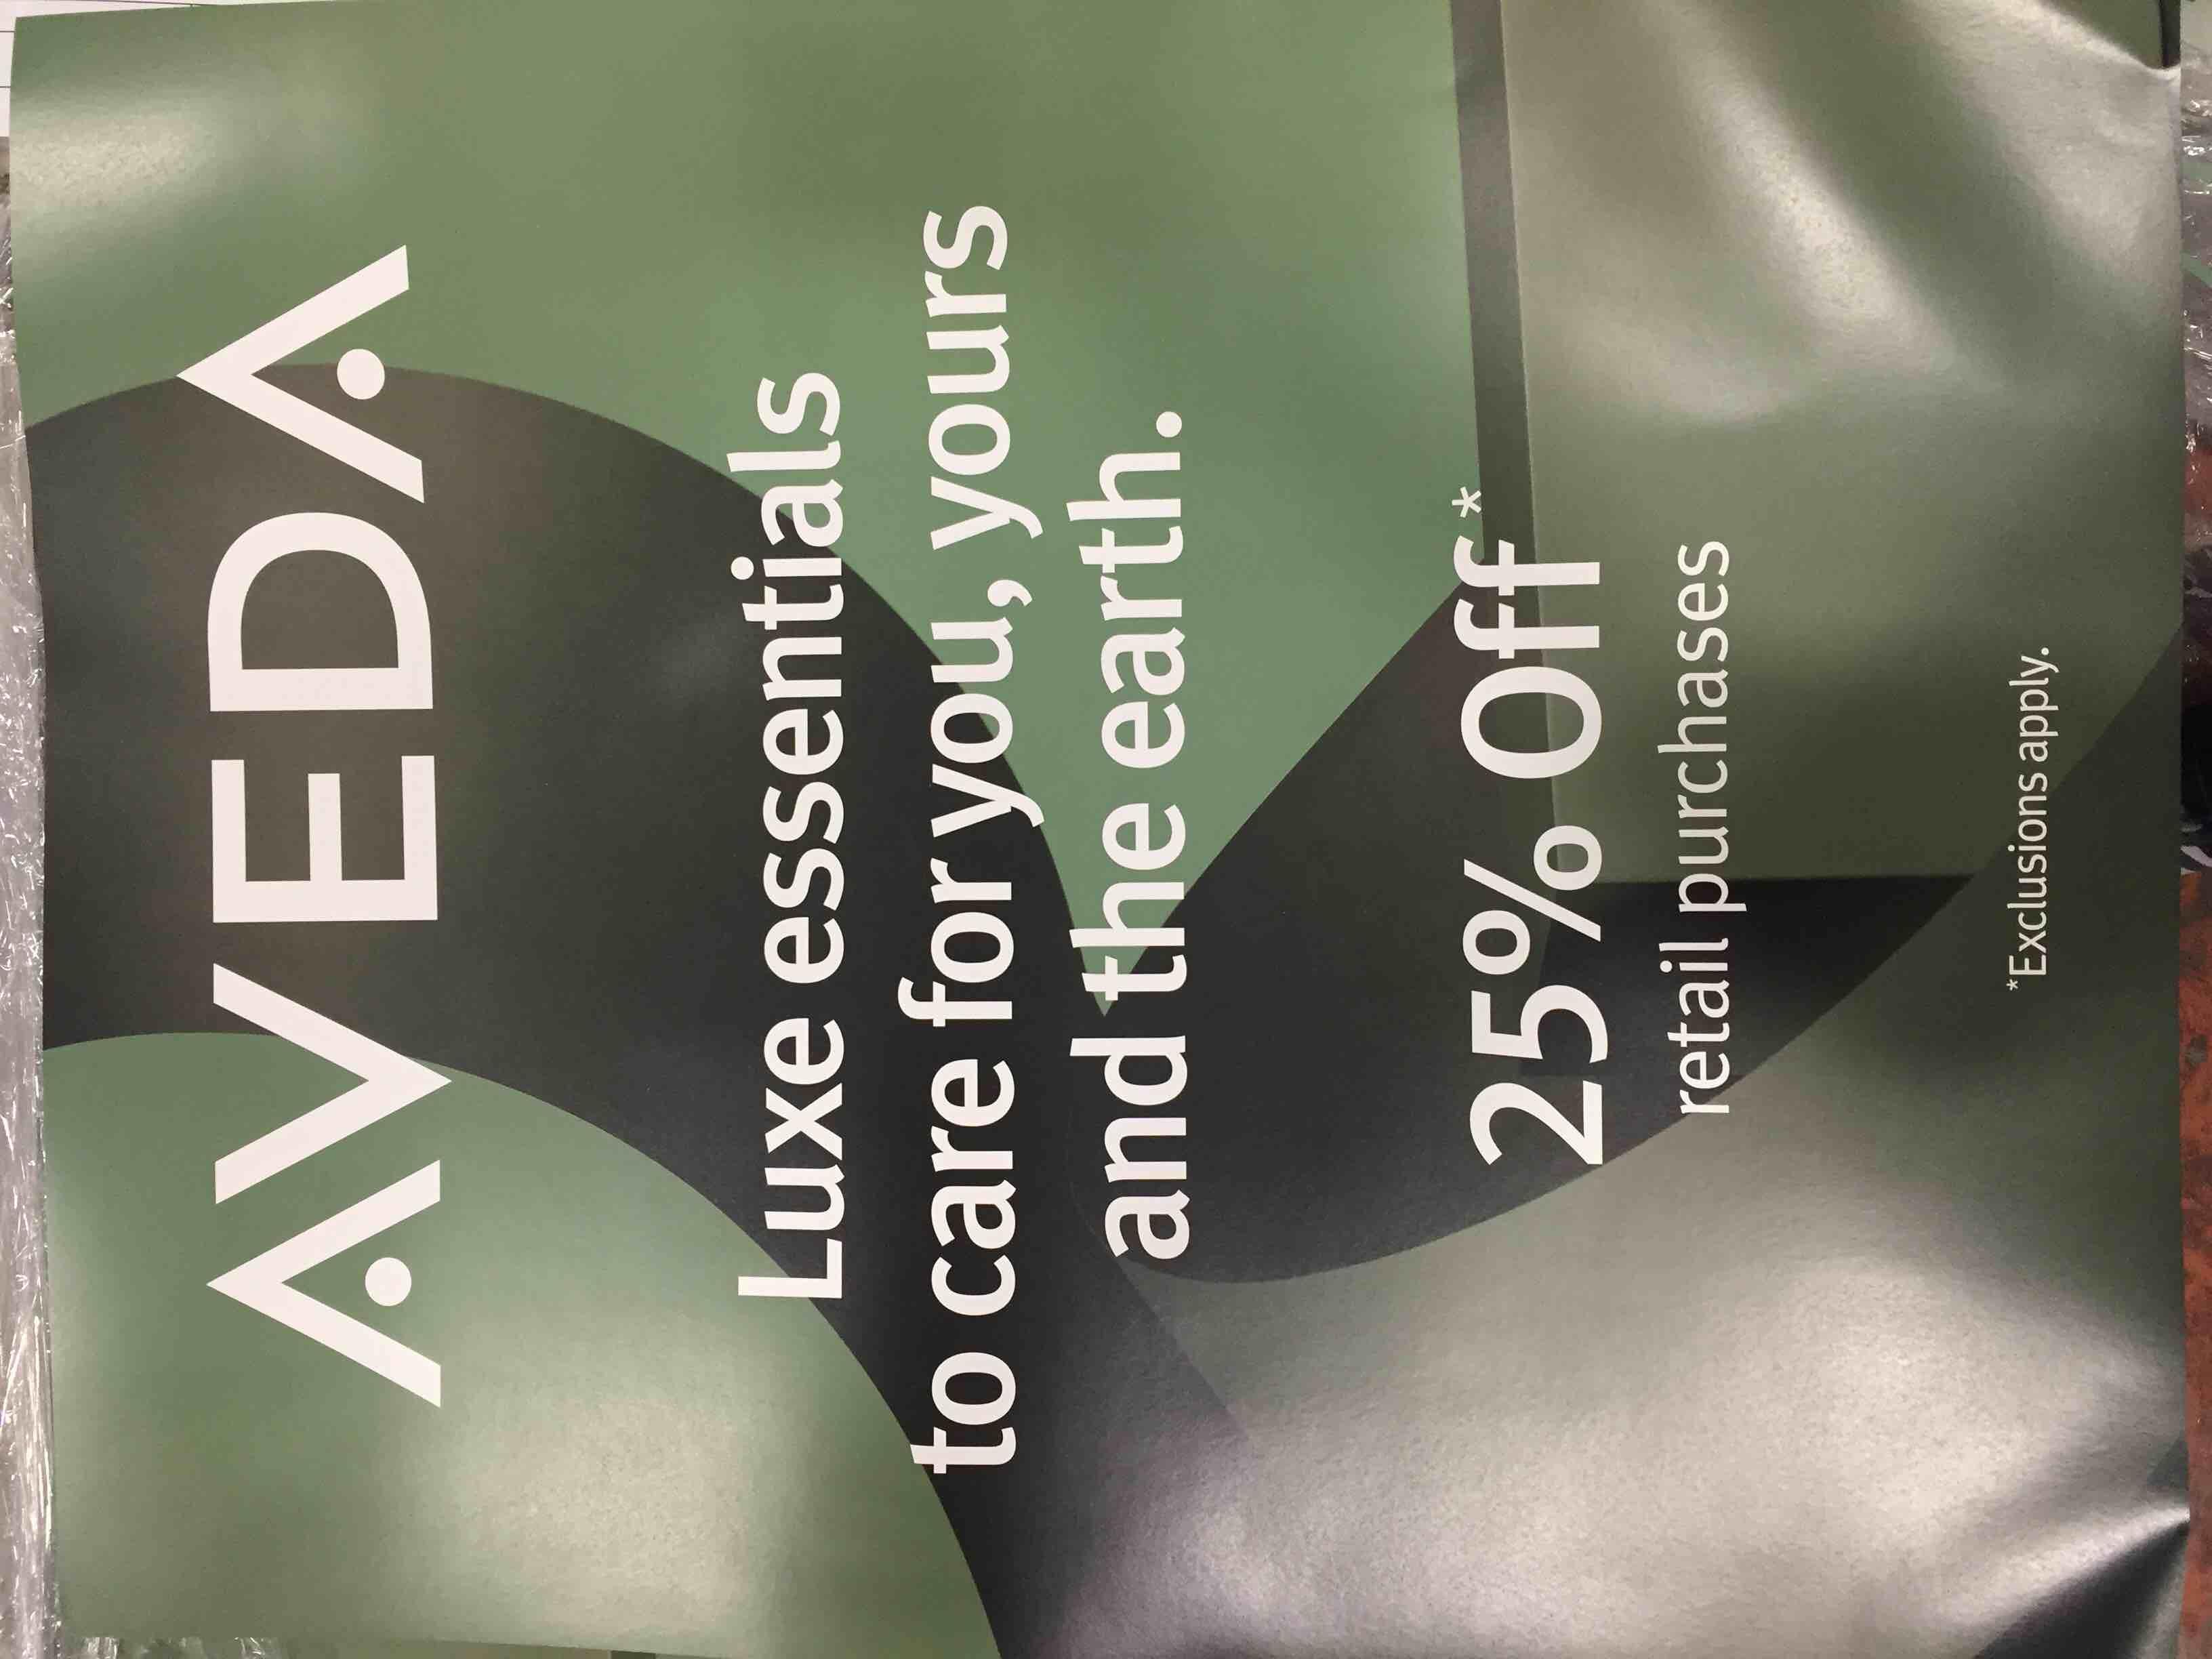 AVEDA
Luxe essentials
to care for you, yours
and the earth.
25% Off*
retail purchases
*Exclusions apply.